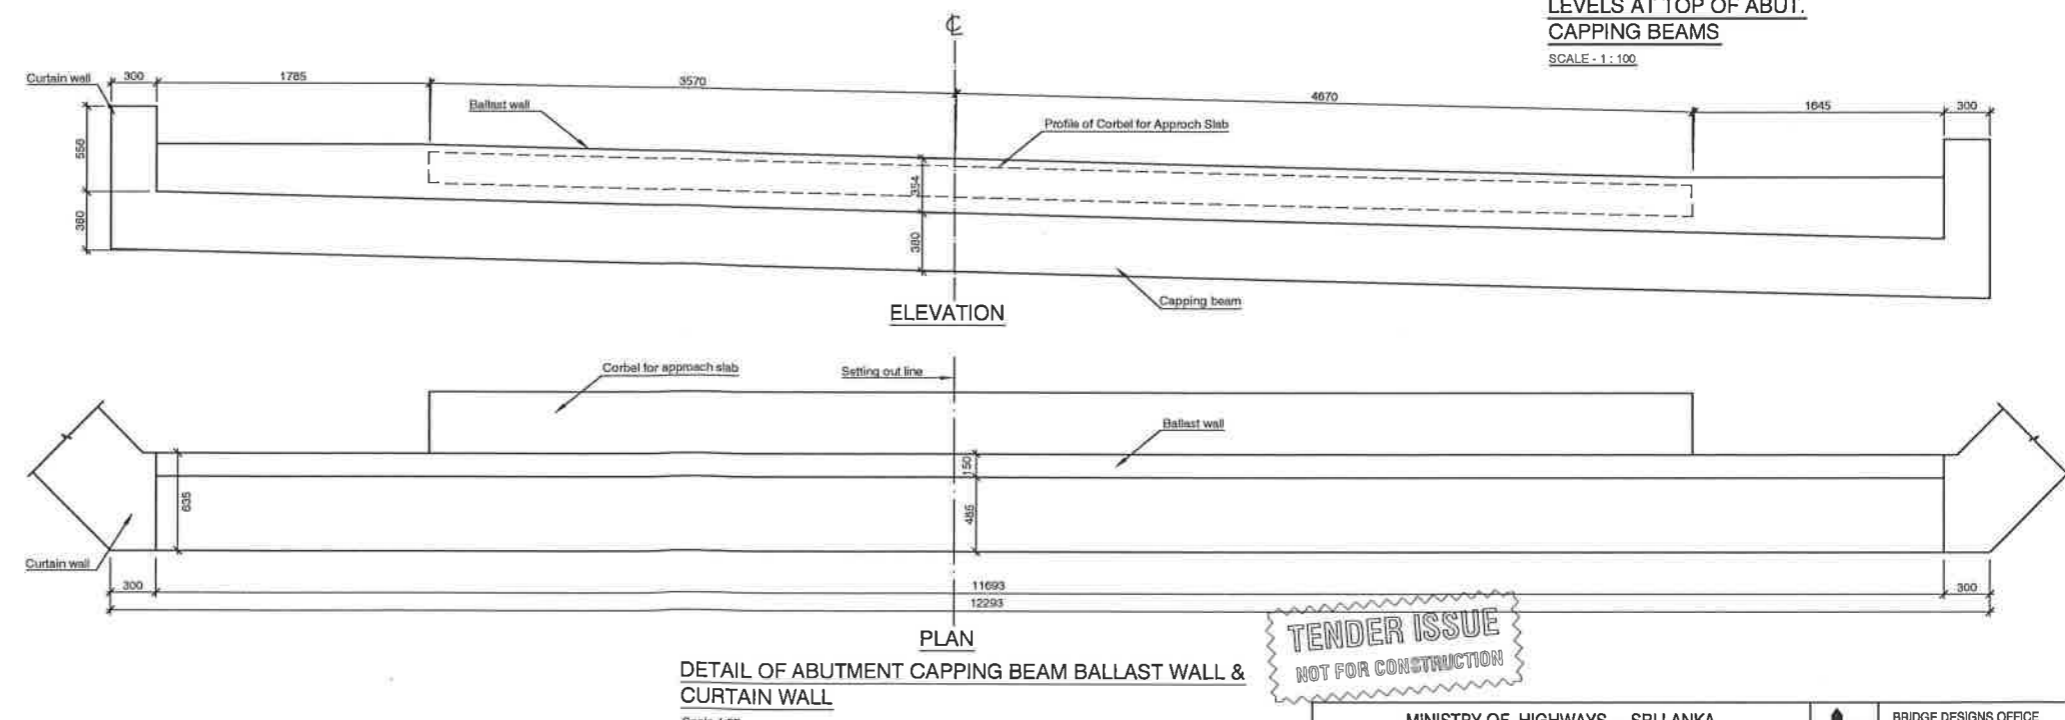 LEVELS AT TOP OF ABUT.
CAPPING BEAMS
SCALE - 1 : 100
℄
Curtain wall
300
1785
3570
4670
1645
300
Ballast wall
Profile of Corbel for Approch Slab
556
380
354
380
Capping beam
ELEVATION
Corbel for approach slab
Setting out line
Ballast wall
635
150
485
Curtain wall
300
11693
300
12293
PLAN
DETAIL OF ABUTMENT CAPPING BEAM BALLAST WALL &
CURTAIN WALL
TENDER ISSUE
NOT FOR CONSTRUCTION
MINISTRY OF HIGHWAYS - SRI LANKA
BRIDGE DESIGNS OFFICE